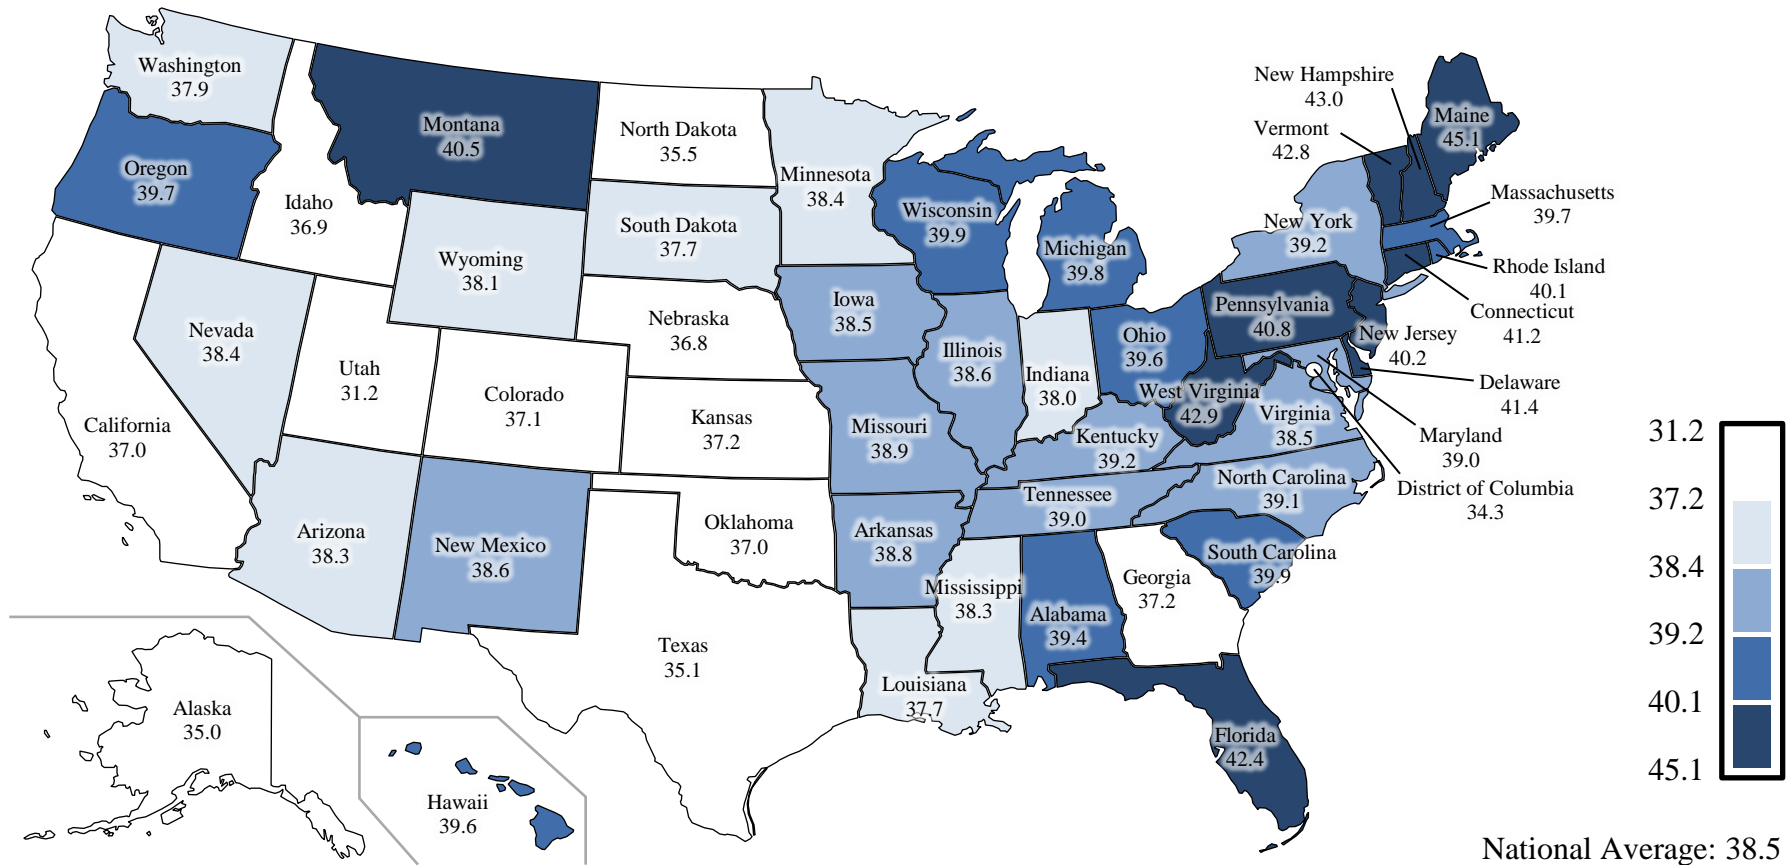 Washington
37.9
Oregon
39.7
Montana
40.5
Idaho
36.9
North Dakota
35.5
Minnesota
38.4
South Dakota
37.7
Wyoming
38.1
Wisconsin
39.9
Michigan
39.8
New York
39.2
New Hampshire
43.0
Vermont
42.8
Maine
45.1
Massachusetts
39.7
Rhode Island
40.1
Connecticut
41.2
New Jersey
40.2
Pennsylvania
40.8
Delaware
41.4
Maryland
39.0
District of Columbia
34.3
Nevada
38.4
Utah
31.2
California
37.0
Colorado
37.1
Nebraska
36.8
Kansas
37.2
Iowa
38.5
Illinois
38.6
Indiana
38.0
Ohio
39.6
West Virginia
42.9
Virginia
38.5
Missouri
38.9
Kentucky
39.2
Tennessee
39.0
North Carolina
39.1
Arizona
38.3
New Mexico
38.6
Oklahoma
37.0
Arkansas
38.8
South Carolina
39.9
Georgia
37.2
Mississippi
38.3
Alabama
39.4
Texas
35.1
Louisiana
37.7
Florida
42.4
Alaska
35.0
Hawaii
39.6
31.2
37.2
38.4
39.2
40.1
45.1
National Average: 38.5